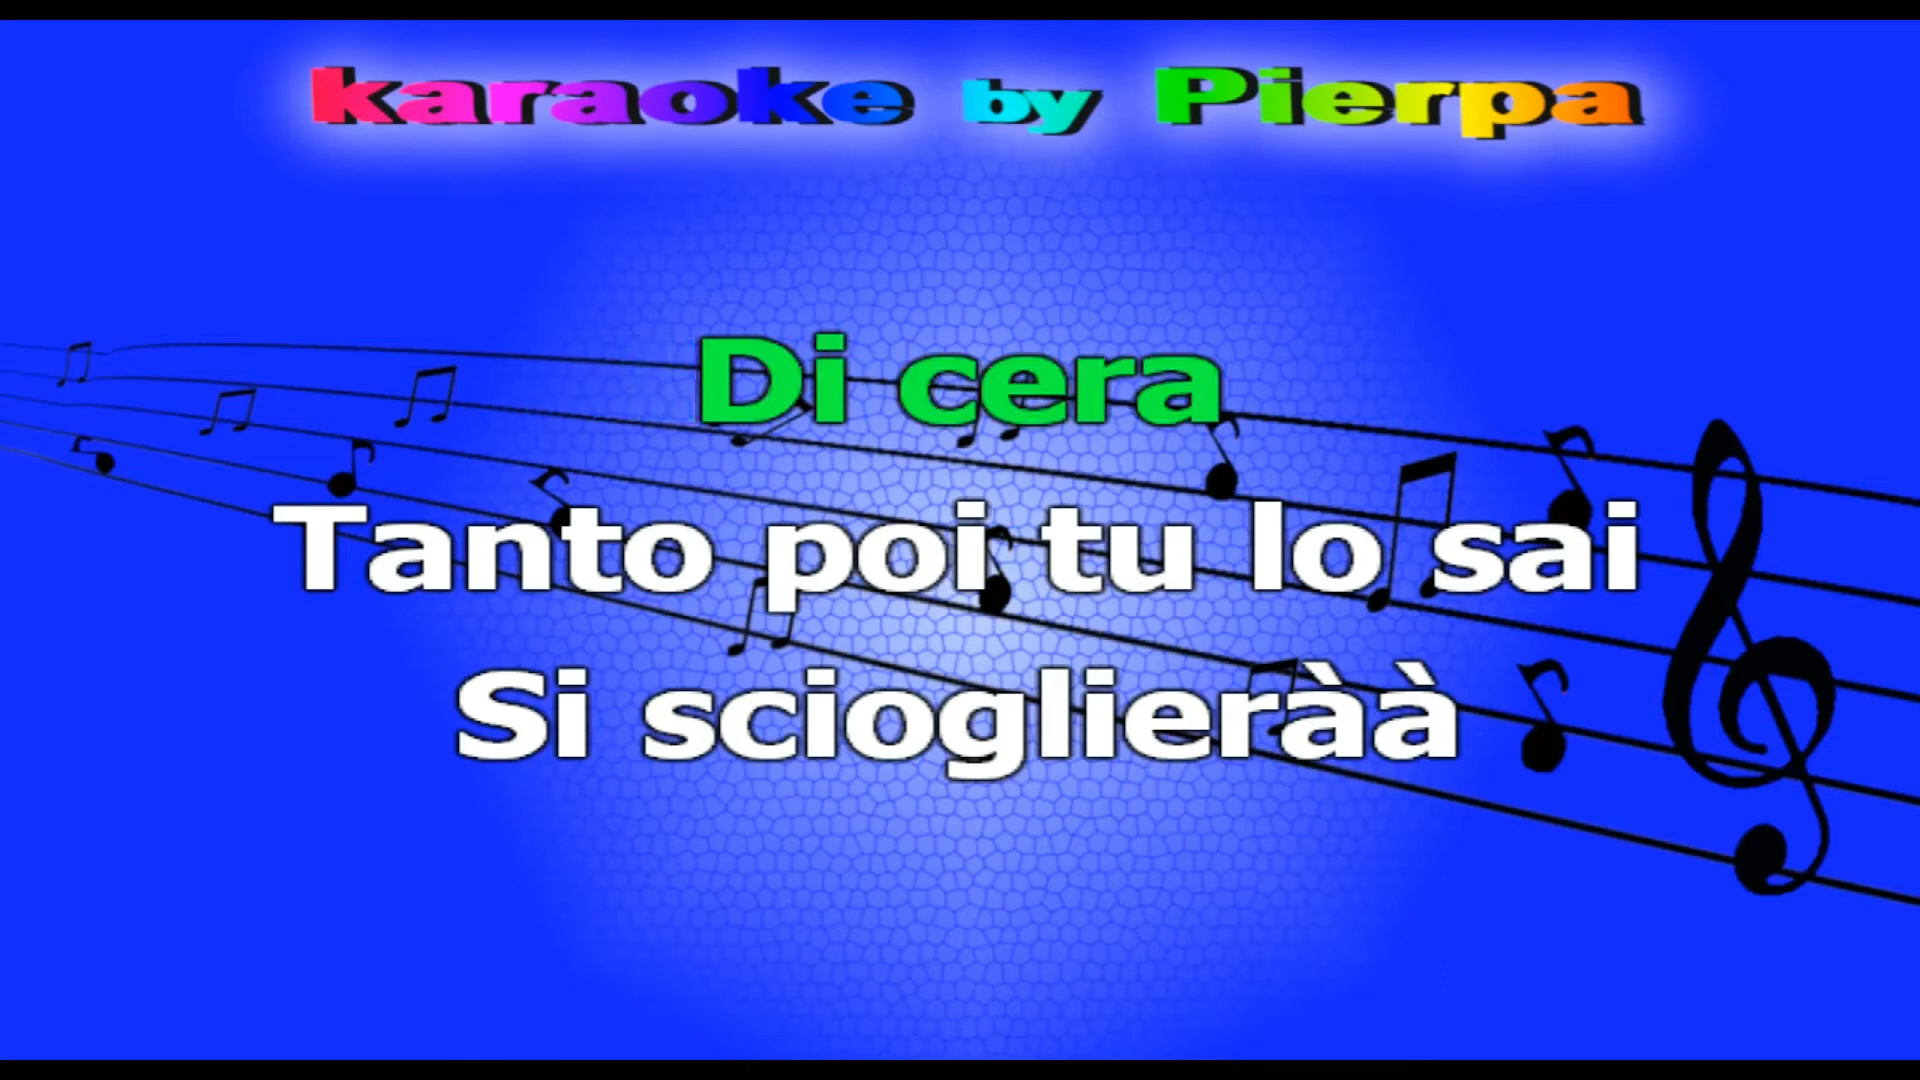 karaoke by Pierpa
Di cera
Tanto poi tu lo sai
Si scioglieràà